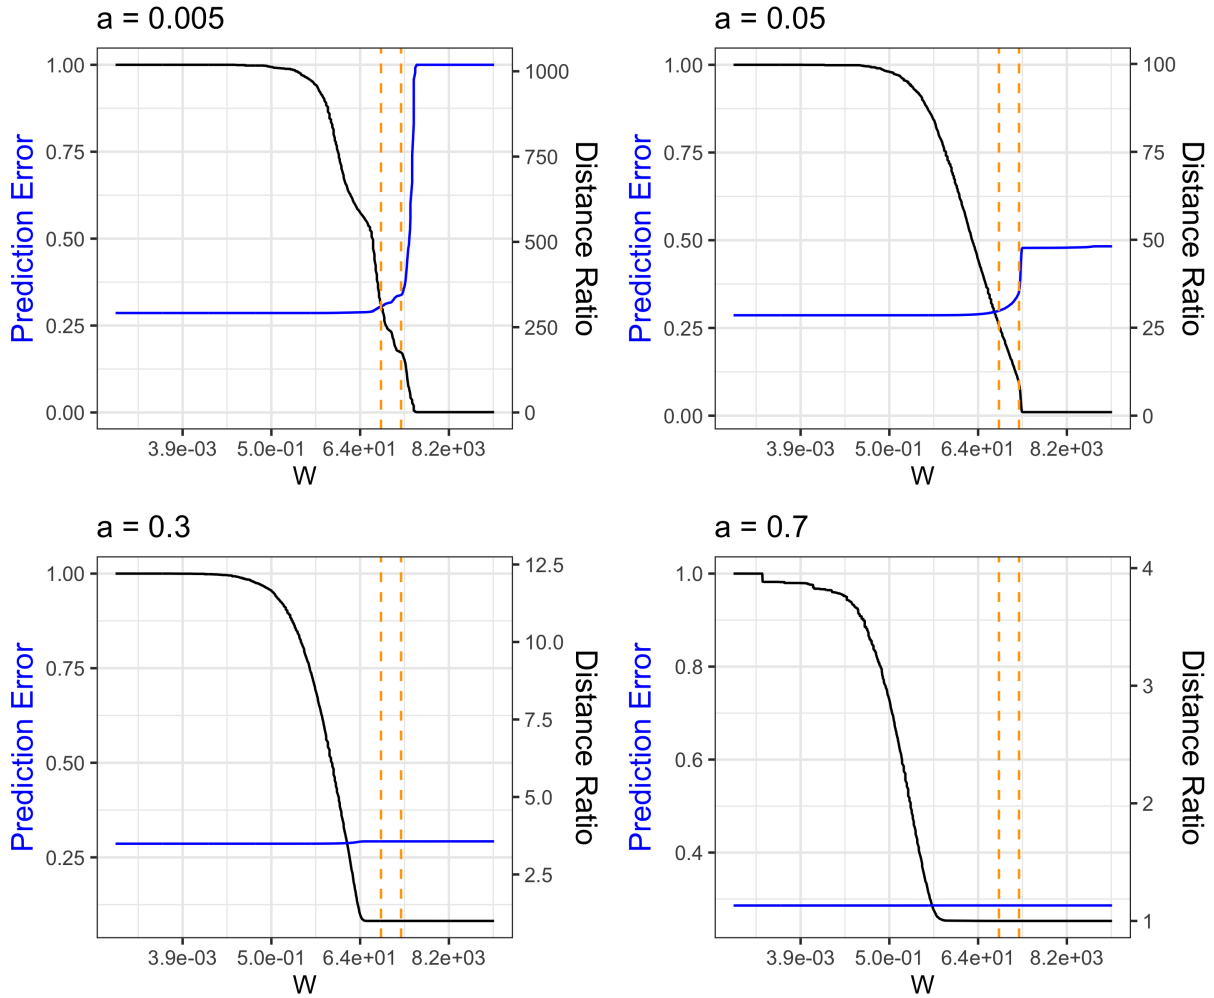 a = 0.005
Prediction Error
1.00
0.75
0.50
0.25
0.00
1000
750
500
250
0
Distance Ratio
3.9e-03 5.0e-01 6.4e+01 8.2e+03
W
a = 0.05
Prediction Error
1.00
0.75
0.50
0.25
0.00
100
75
50
25
0
Distance Ratio
3.9e-03 5.0e-01 6.4e+01 8.2e+03
W
a = 0.3
Prediction Error
1.00
0.75
0.50
0.25
12.5
10.0
7.5
5.0
2.5
Distance Ratio
3.9e-03 5.0e-01 6.4e+01 8.2e+03
W
a = 0.7
Prediction Error
1.0
0.8
0.6
0.4
4
3
2
1
Distance Ratio
3.9e-03 5.0e-01 6.4e+01 8.2e+03
W